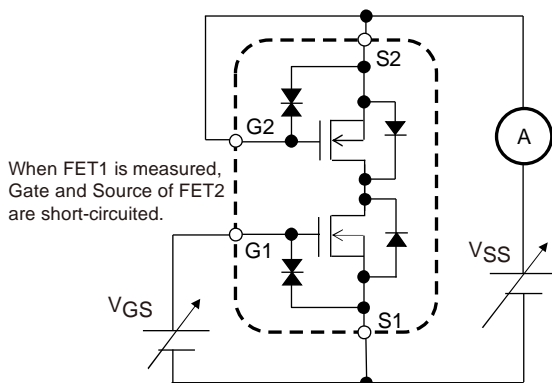 S2
G2
A
When FET1 is measured,
Gate and Source of FET2
are short-circuited.
G1
VSS
VGS
S1